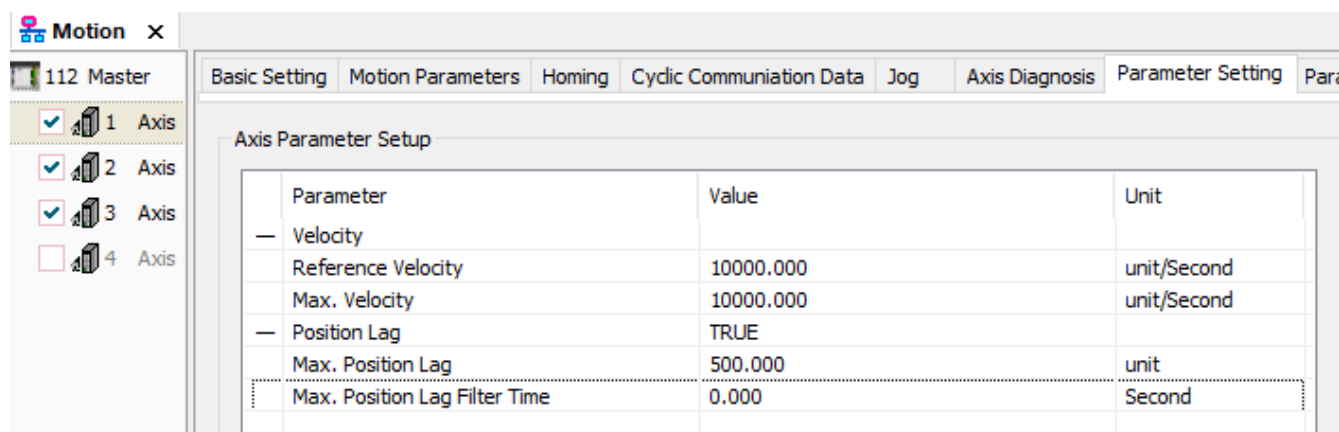 Motion X
112 Master
1 Axis
2 Axis
3 Axis
4 Axis
Basic Setting Motion Parameters Homing Cyclic Communiation Data Jog Axis Diagnosis Parameter Setting Para
Axis Parameter Setup
Parameter Value Unit
Velocity
Reference Velocity 10000.000 unit/Second
Max. Velocity 10000.000 unit/Second
Position Lag TRUE
Max. Position Lag 500.000 unit
Max. Position Lag Filter Time 0.000 Second